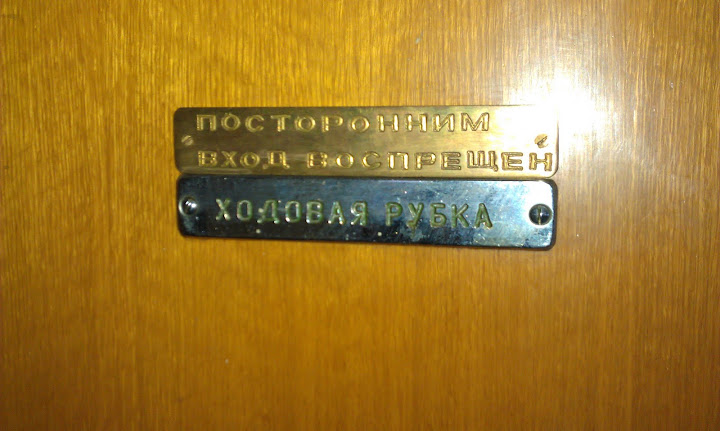 ПОСТОРОННИМ
ВХОД ВОСПРЕЩЕН
ХОДОВАЯ РУБКА